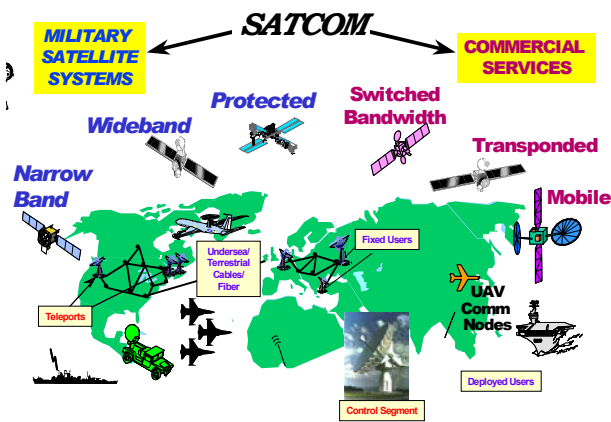 SATCOM
MILITARY
SATELLITE
SYSTEMS
COMMERCIAL
SERVICES
Protected
Switched
Bandwidth
Wideband
Transponded
Narrow
Band
Mobile
Undersea/
Terrestrial
Cables/
Fiber
Fixed Users
Teleports
UAV
Comm
Nodes
Deployed Users
Control Segment